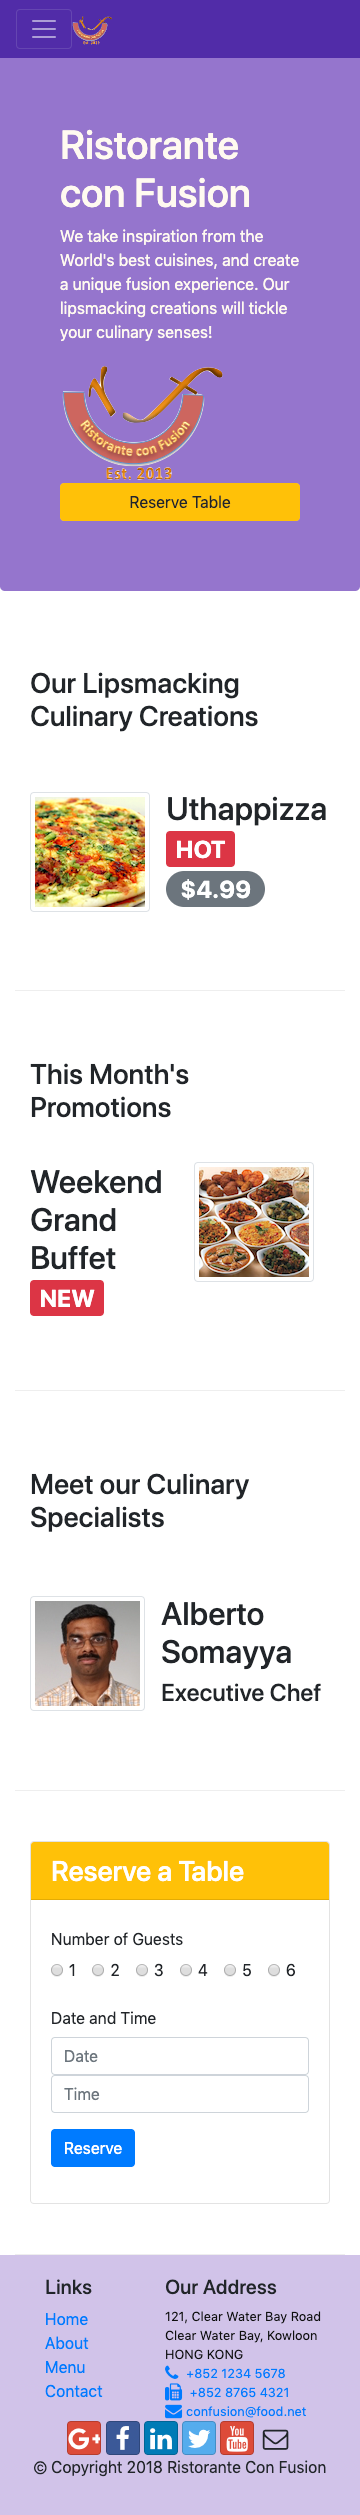 Ristorante
con Fusion
We take inspiration from the
World's best cuisines, and create
a unique fusion experience. Our
lipsmacking creations will tickle
your culinary senses!
Ristorante con Fusion
Est. 2013
Reserve Table
Our Lipsmacking
Culinary Creations
Uthappizza
HOT
$4.99
This Month's
Promotions
Weekend
Grand
Buffet
NEW
Meet our Culinary
Specialists
Alberto
Somayya
Executive Chef
Reserve a Table
Number of Guests
1 2 3 4 5 6
Date and Time
Date
Time
Reserve
Links
Home
About
Menu
Contact
Our Address
121, Clear Water Bay Road
Clear Water Bay, Kowloon
HONG KONG
+852 1234 5678
+852 8765 4321
confusion@food.net
G+ f in You Tube
© Copyright 2018 Ristorante Con Fusion